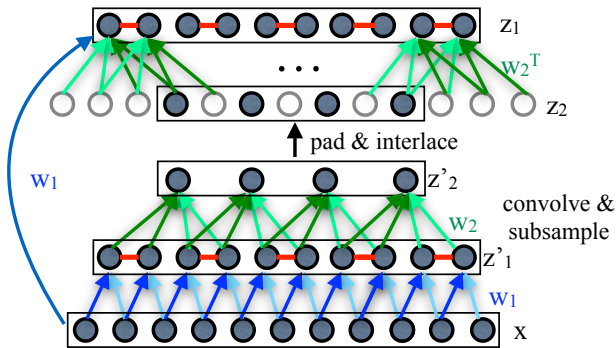 z₁
w₂ᵀ
...
z₂
pad & interlace
w₁
z'₂
convolve &
subsample
w₂
z'₁
w₁
x